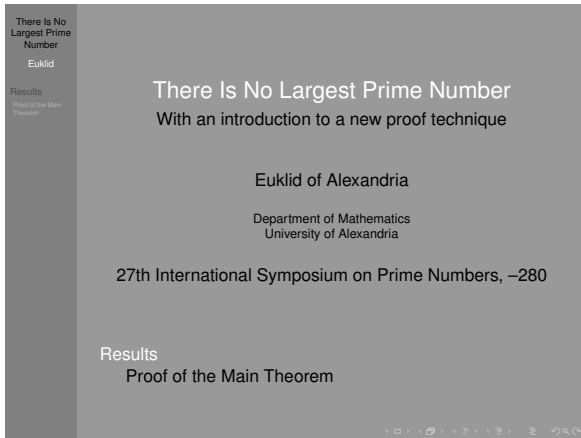 There Is No
Largest Prime
Number
Euklid
Results
Proof of the Main
Theorem
There Is No Largest Prime Number
With an introduction to a new proof technique
Euklid of Alexandria
Department of Mathematics
University of Alexandria
27th International Symposium on Prime Numbers, –280
Results
Proof of the Main Theorem